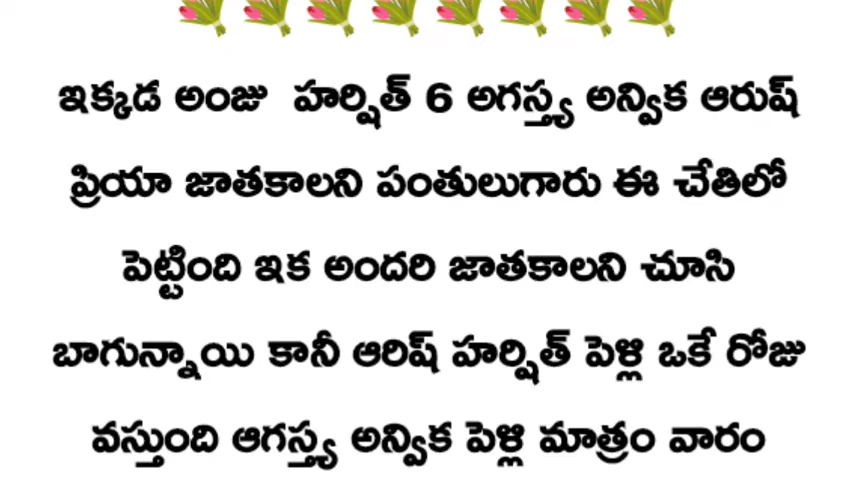 ఇక్కడ అంజు హర్షిత్ 6 అగస్త్య అన్విక ఆరుష్
ప్రియా జాతకాలని పంతులుగారు ఈ చేతిలో
పెట్టింది ఇక అందరి జాతకాలని చూసి
బాగున్నాయి కానీ ఆరిష్ హర్షిత్ పెళ్లి ఒకే రోజు
వస్తుంది ఆగస్త్య అన్విక పెళ్లి మాత్రం వారం